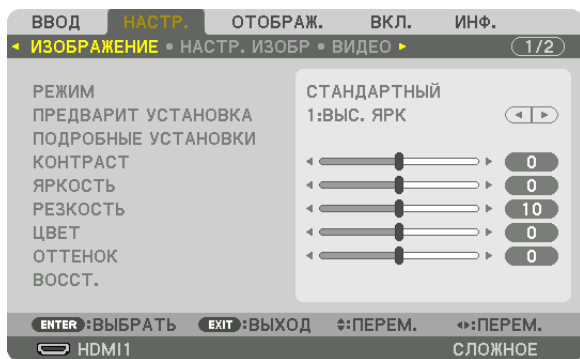 ВВОД НАСТР. ОТОБРАЖ. ВКЛ. ИНФ.
ИЗОБРАЖЕНИЕ • НАСТР. ИЗОБР • ВИДЕО 1/2
РЕЖИМ СТАНДАРТНЫЙ
ПРЕДВАРИТ УСТАНОВКА 1:ВЫС. ЯРК
ПОДРОБНЫЕ УСТАНОВКИ
КОНТРАСТ 0
ЯРКОСТЬ 0
РЕЗКОСТЬ 10
ЦВЕТ 0
ОТТЕНОК 0
ВОССТ.
ENTER :ВЫБРАТЬ EXIT :ВЫХОД :ПЕРЕМ. :ПЕРЕМ.
HDMI1 СЛОЖНОЕ